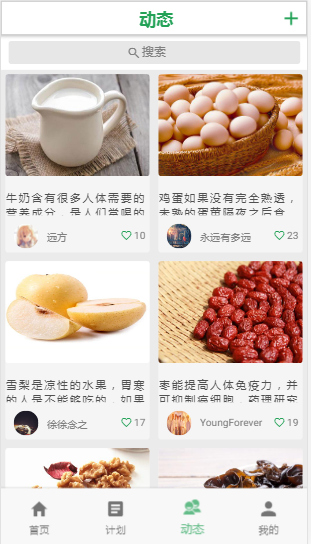 动态
搜索
牛奶含有很多人体需要的
营养成分，是人们常喝的
鸡蛋如果没有完全熟透，
未熟的蛋黄隔夜之后食
远方 10
永远有多远 23
雪梨是凉性的水果，胃寒
的人是不能够吃的，如果
枣能提高人体免疫力，并
可抑制癌细胞，药理研究
徐徐念之 17
YoungForever 19
首页 计划 动态 我的